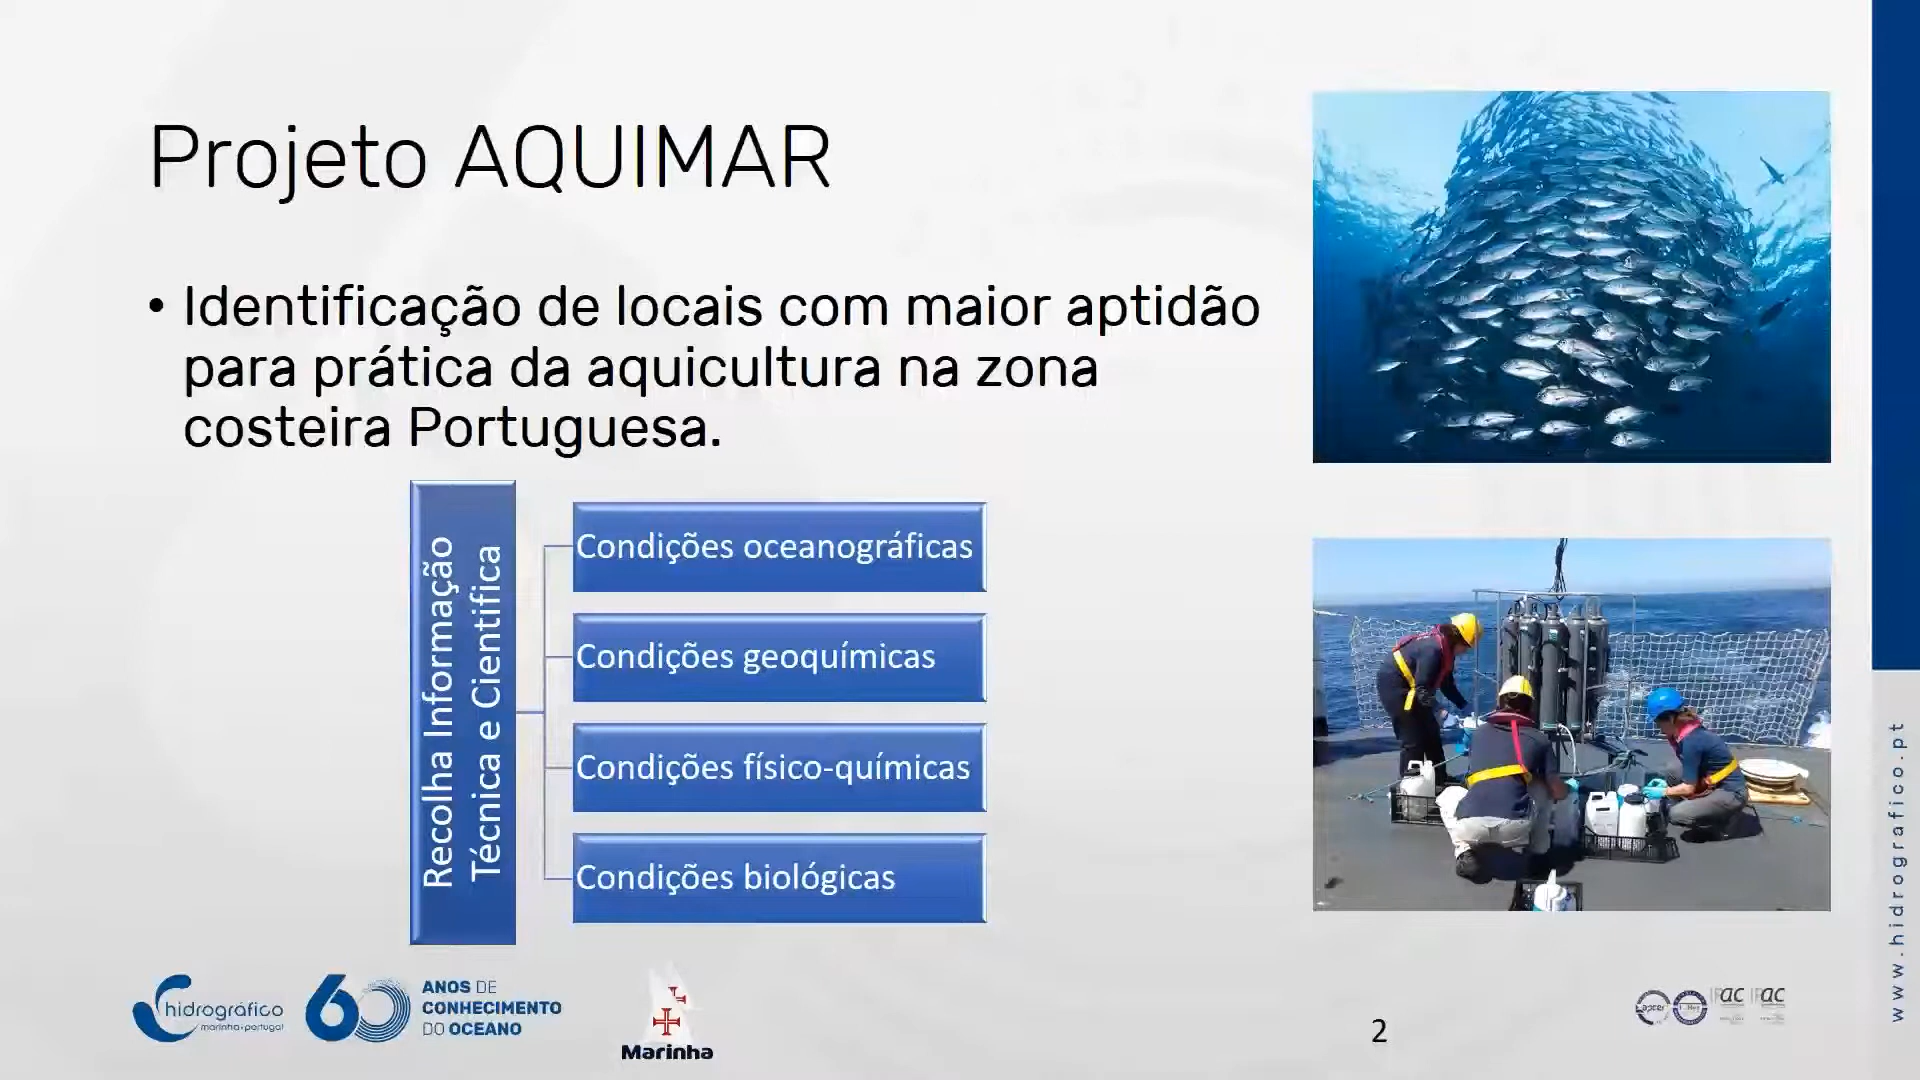 Projeto AQUIMAR
• Identificação de locais com maior aptidão
para prática da aquicultura na zona
costeira Portuguesa.
Recolha Informação
Técnica e Cientifica
Condições oceanográficas
Condições geoquímicas
Condições físico-químicas
Condições biológicas
hidrográfico
marinha • portugal
60
ANOS DE
CONHECIMENTO
DO OCEANO
Marinha
2
apcer
www.hidrografico.pt